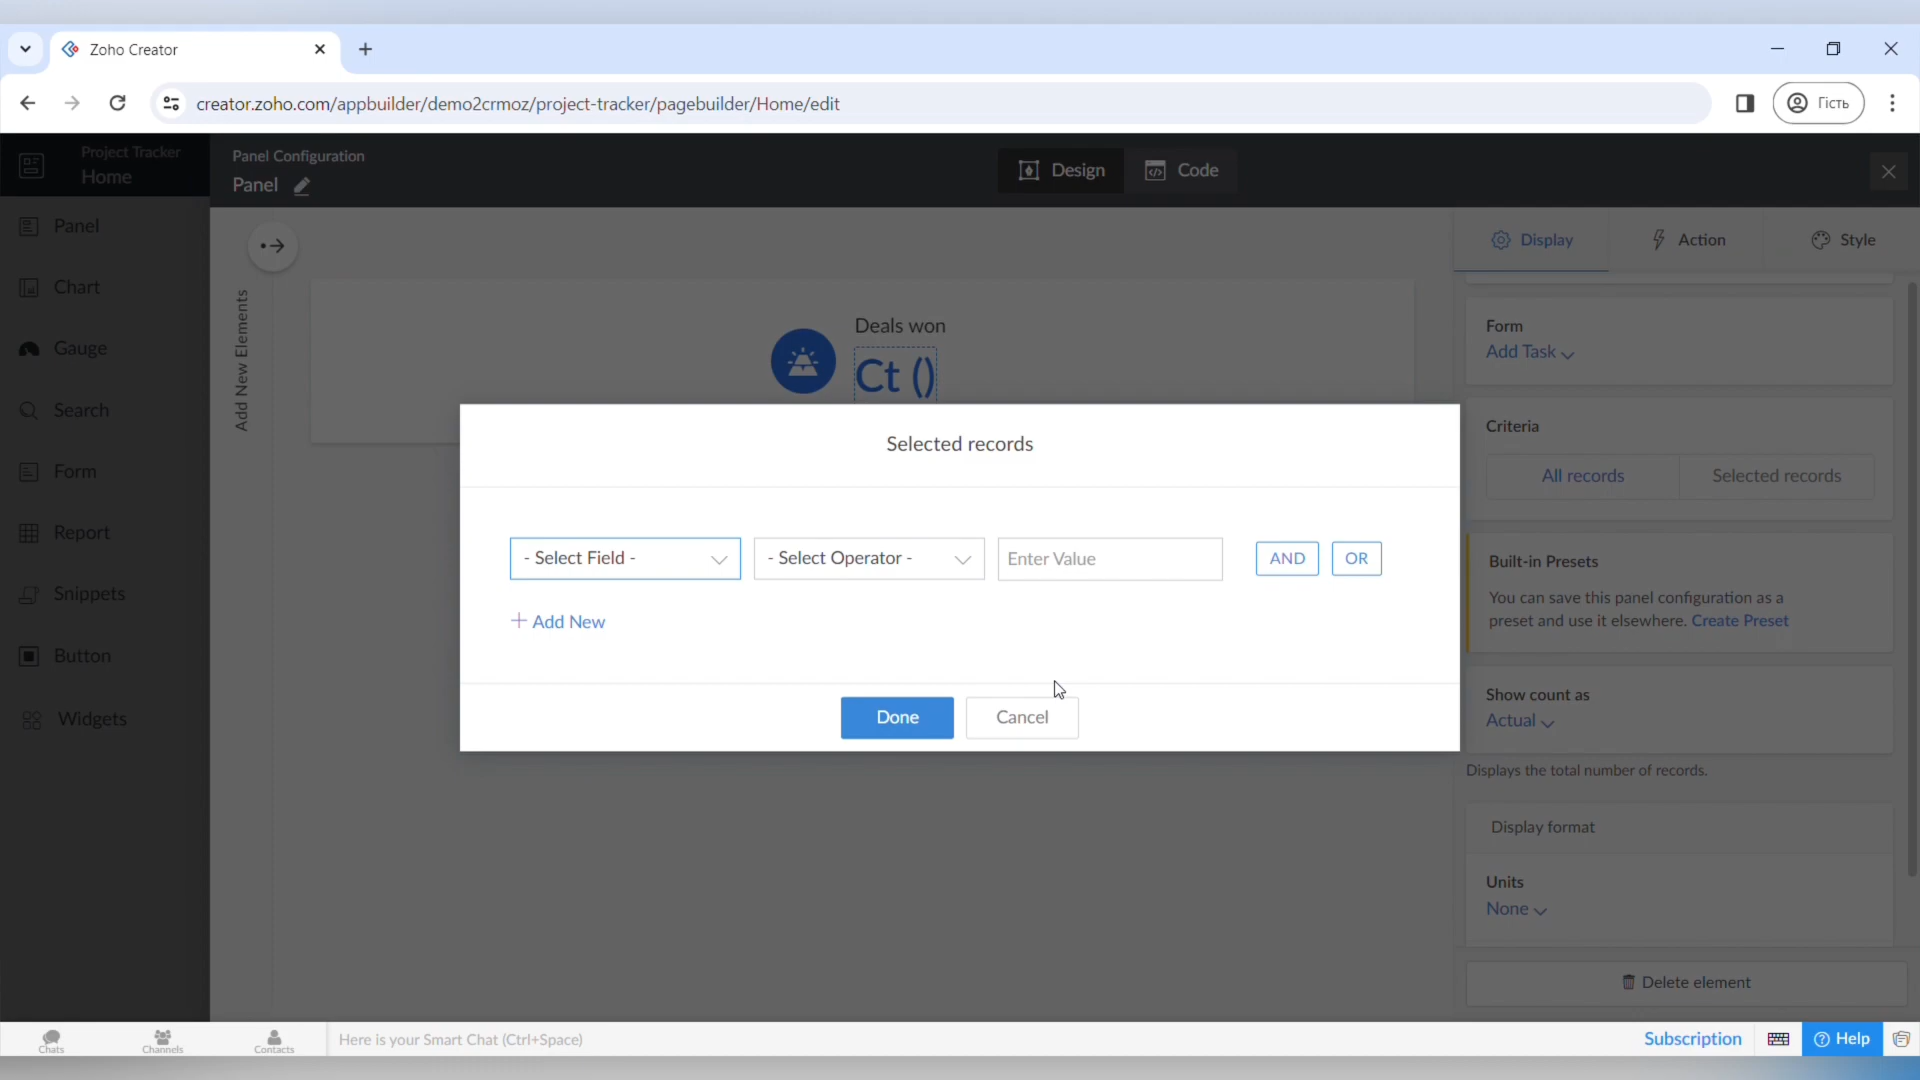 Zoho Creator
creator.zoho.com/appbuilder/demo2crmoz/project-tracker/pagebuilder/Home/edit
Гість
Project Tracker
Home
Panel Configuration
Panel
Design
Code
Panel
Chart
Gauge
Search
Form
Report
Snippets
Button
Widgets
Add New Elements
Deals won
Ct ()
Display
Action
Style
Form
Add Task
Criteria
All records
Selected records
Built-in Presets
You can save this panel configuration as a
preset and use it elsewhere. Create Preset
Show count as
Actual
Displays the total number of records.
Display format
Units
None
Delete element
Selected records
- Select Field -
- Select Operator -
Enter Value
AND
OR
+ Add New
Done
Cancel
Chats
Channels
Contacts
Here is your Smart Chat (Ctrl+Space)
Subscription
Help